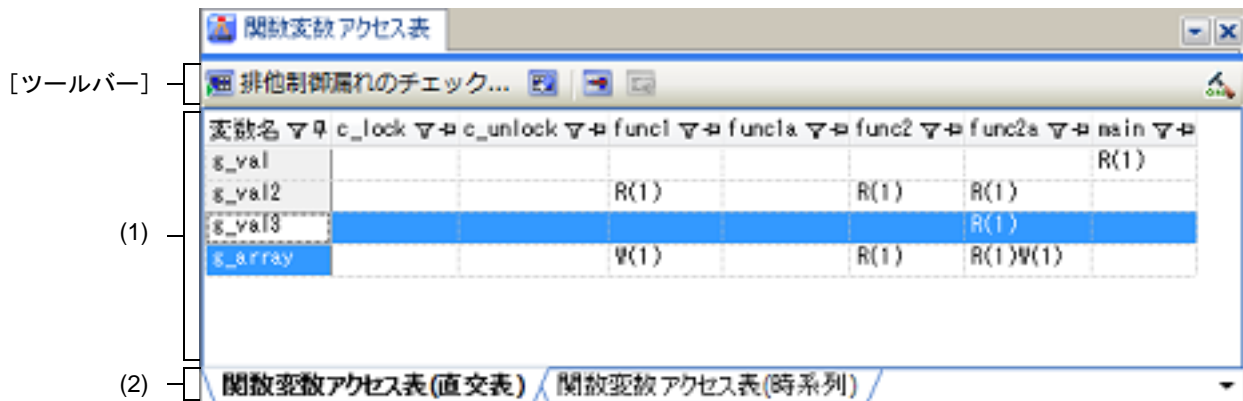 関数変数アクセス表
[ツールバー]
排他制御漏れのチェック...
変数名 c_lock c_unlock func1 func1a func2 func2a main
g_val R(1)
g_val2 R(1) R(1) R(1)
(1)
g_val3 R(1)
g_array W(1) R(1) R(1)W(1)
(2)
関数変数アクセス表(直交表) 関数変数アクセス表(時系列)